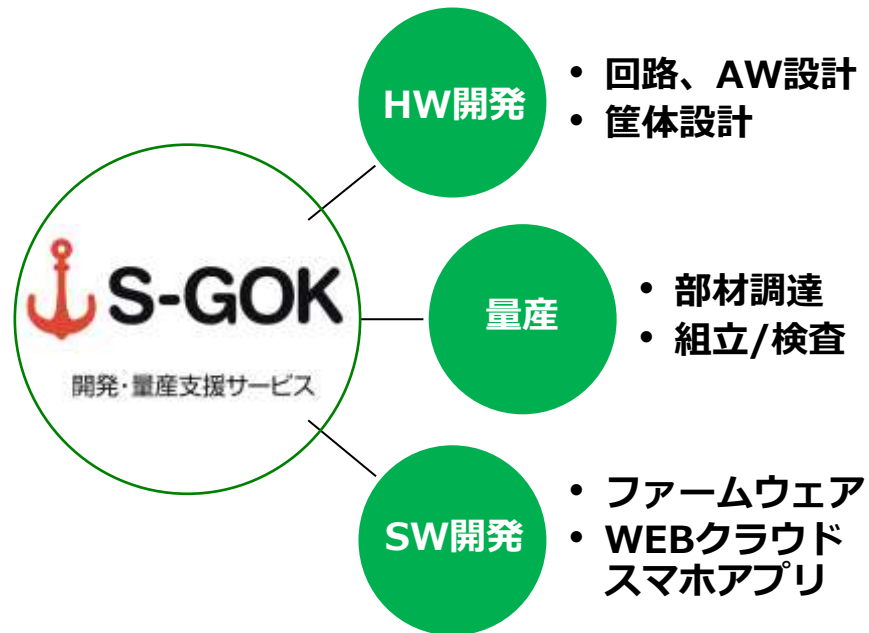 HW開発
• 回路、AW設計
• 筐体設計
S-GOK
開発・量産支援サービス
量産
• 部材調達
• 組立/検査
SW開発
• ファームウェア
• WEBクラウド
スマホアプリ